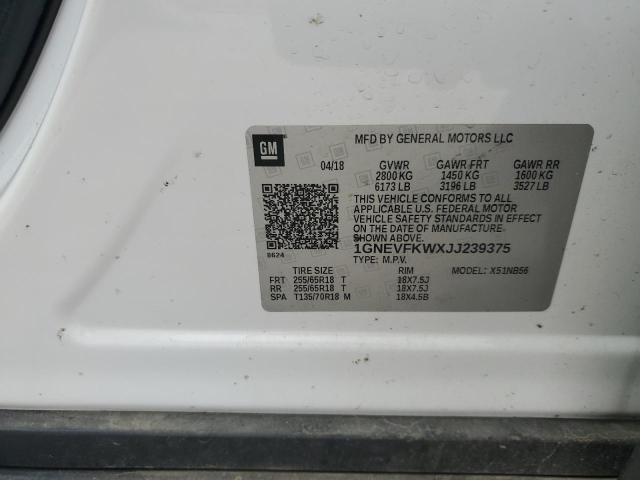 GM
MFD BY GENERAL MOTORS LLC
04/18 GVWR GAWR FRT GAWR RR
2800 KG 1450 KG 1600 KG
6173 LB 3196 LB 3527 LB
THIS VEHICLE CONFORMS TO ALL
APPLICABLE U.S. FEDERAL MOTOR
VEHICLE SAFETY STANDARDS IN EFFECT
ON THE DATE OF MANUFACTURE
SHOWN ABOVE.
1GNEVFKWXJJ239375
8624
TYPE: M.P.V.
TIRE SIZE RIM MODEL: X51NB56
FRT 255/65R18 T 18X7.5J
RR 255/65R18 T 18X7.5J
SPA T135/70R18 M 18X4.5B